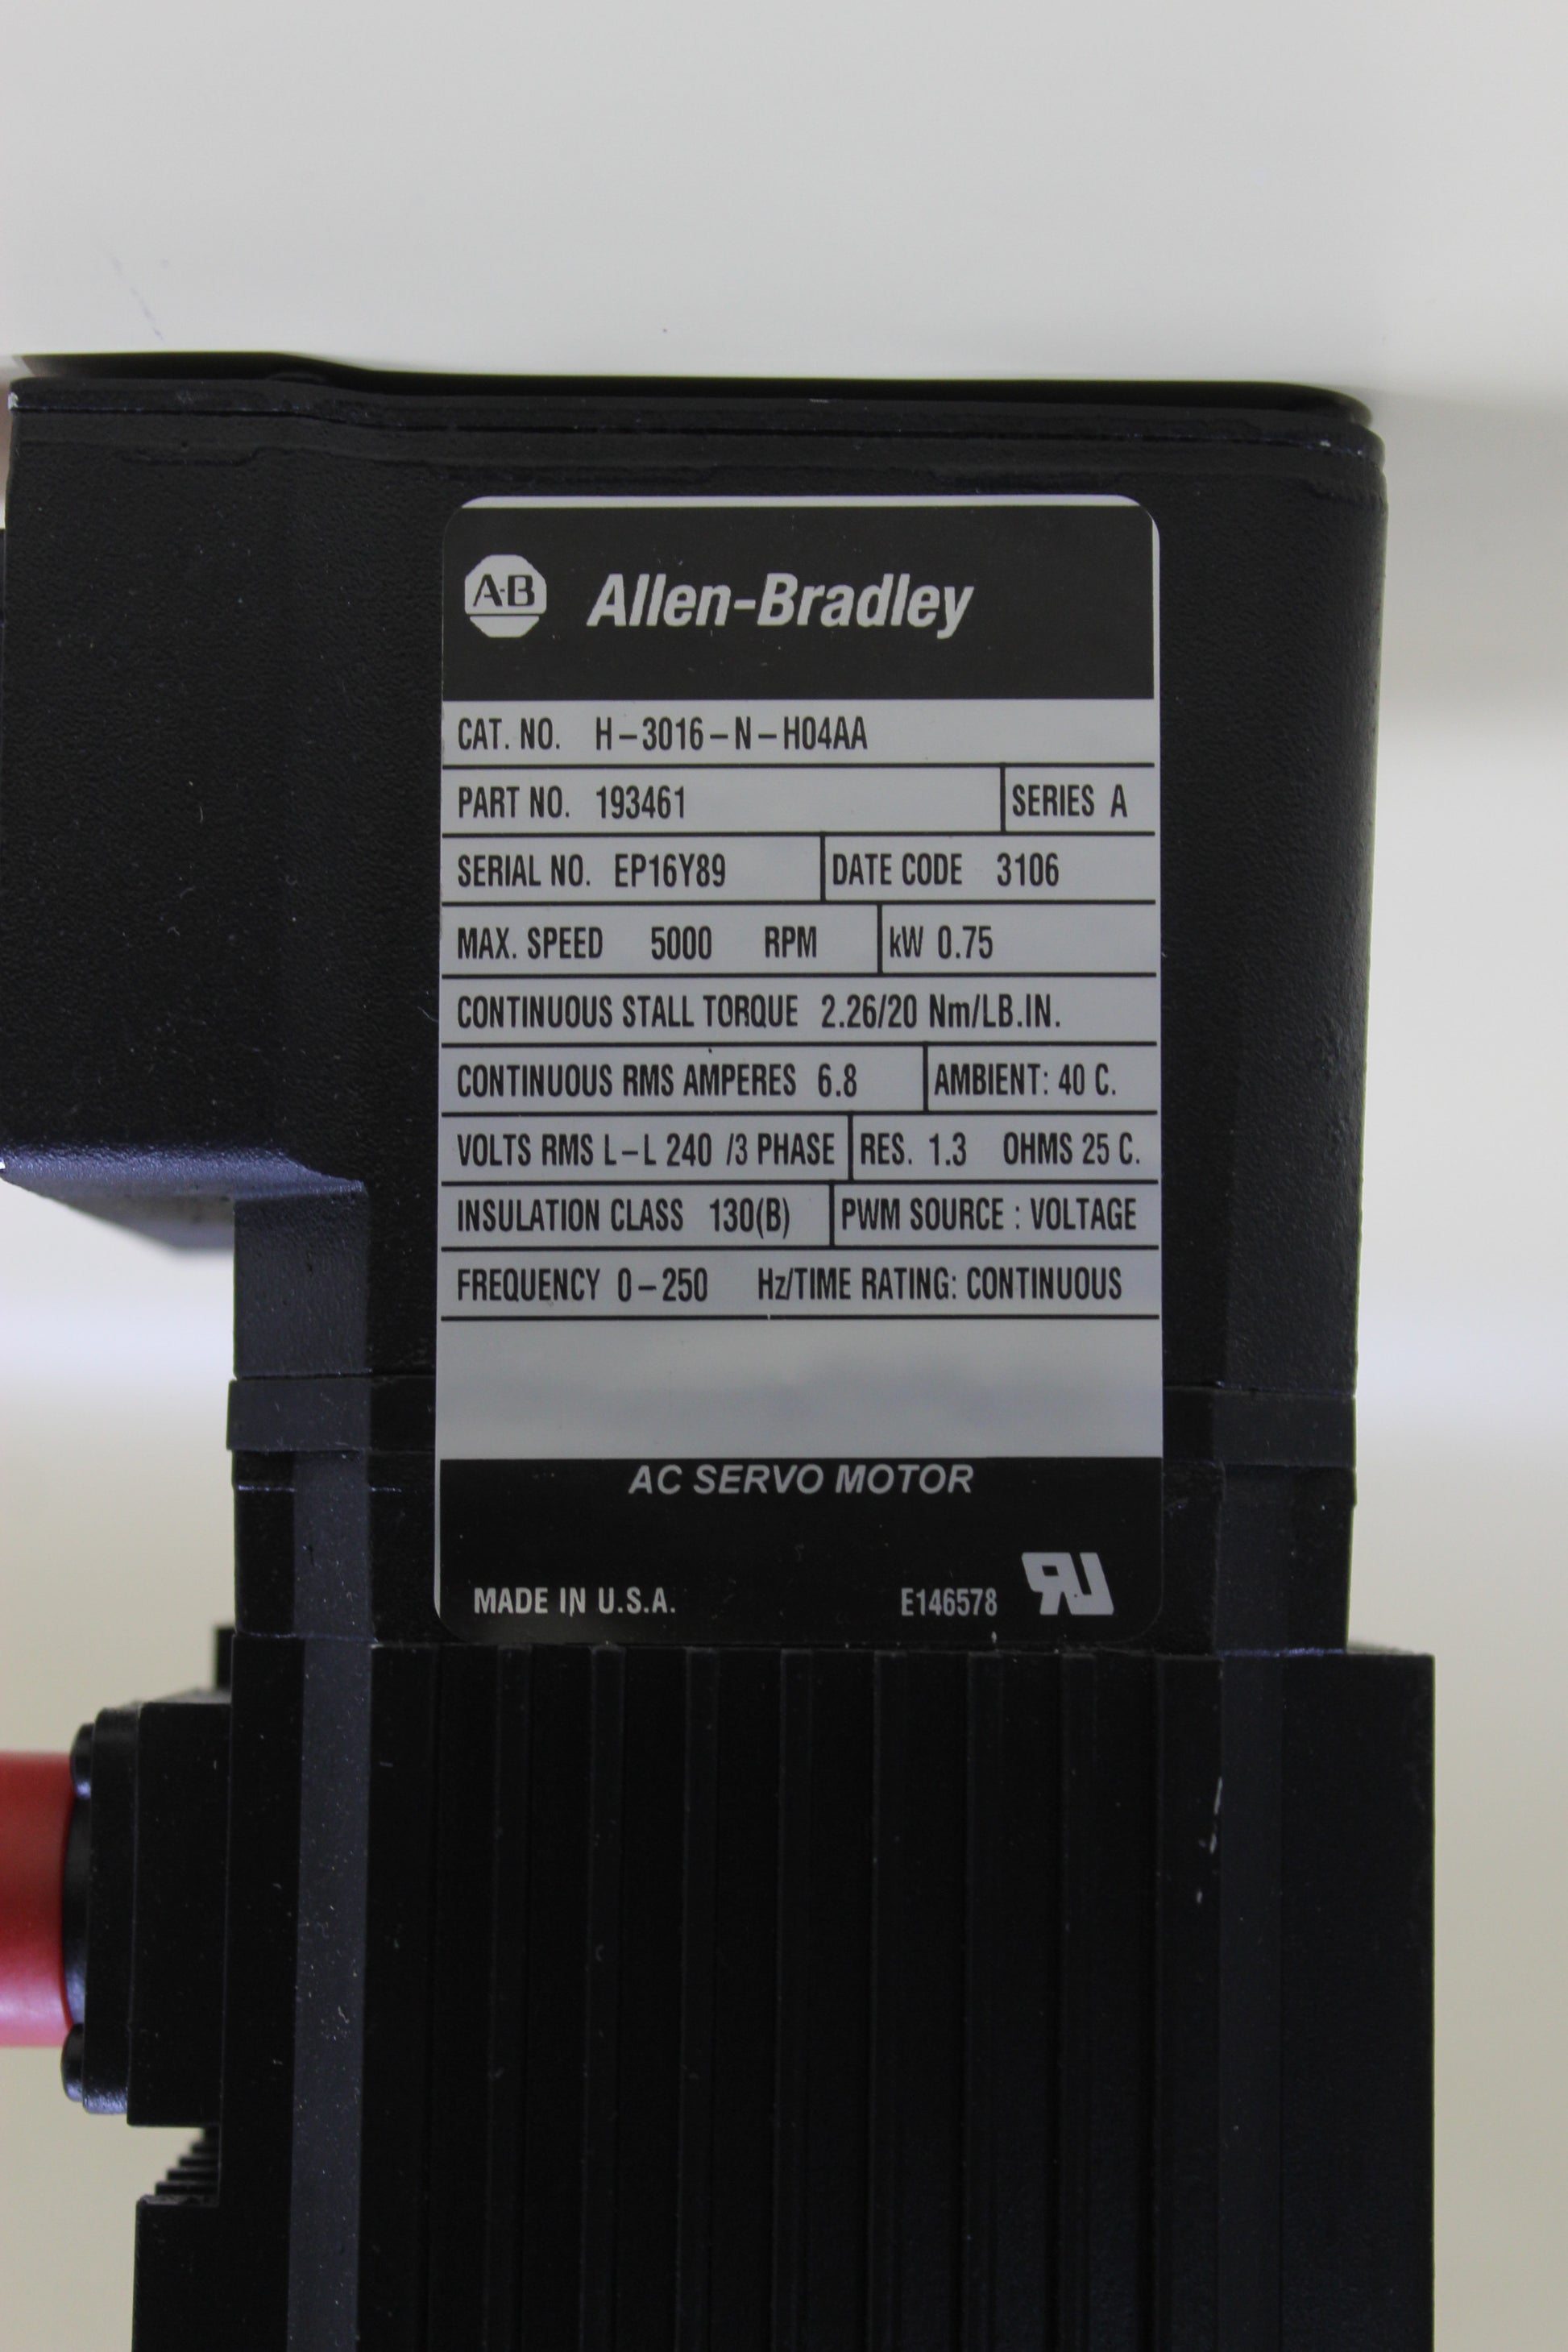 A-B Allen-Bradley
CAT. NO. H-3016-N-H04AA
PART NO. 193461 SERIES A
SERIAL NO. EP16Y89 DATE CODE 3106
MAX. SPEED 5000 RPM kW 0.75
CONTINUOUS STALL TORQUE 2.26/20 Nm/LB.IN.
CONTINUOUS RMS AMPERES 6.8 AMBIENT: 40 C.
VOLTS RMS L-L 240 /3 PHASE RES. 1.3 OHMS 25 C.
INSULATION CLASS 130(B) PWM SOURCE : VOLTAGE
FREQUENCY 0-250 Hz/TIME RATING: CONTINUOUS
AC SERVO MOTOR
MADE IN U.S.A. E146578 RU